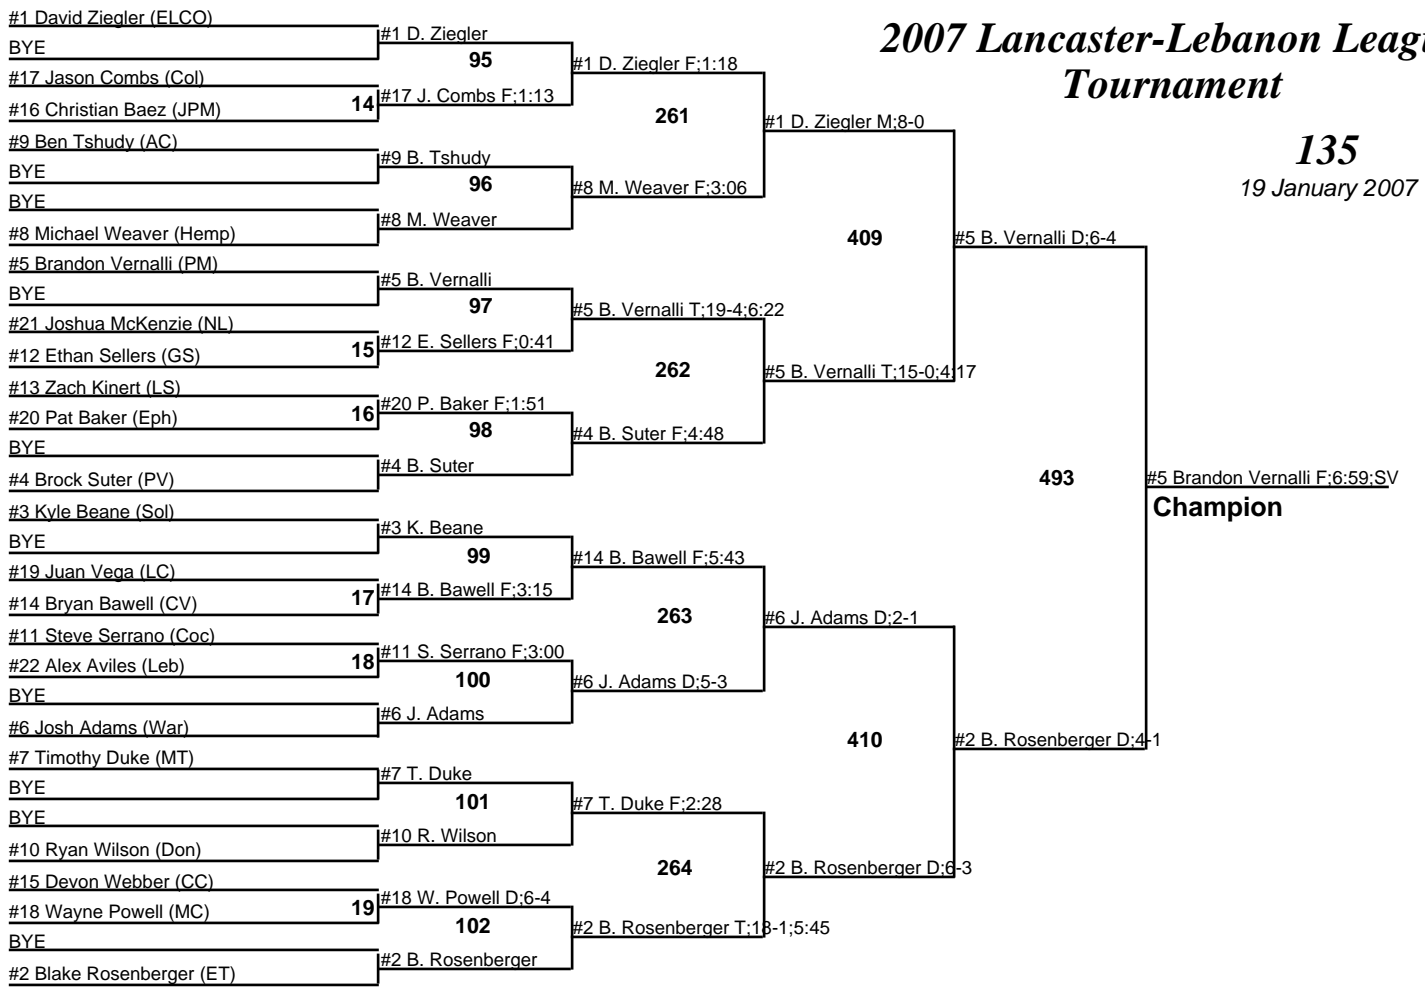 2007 Lancaster-Lebanon Leagu
Tournament
135
19 January 2007
#1 David Ziegler (ELCO)
BYE
#17 Jason Combs (Col)
#16 Christian Baez (JPM)
#9 Ben Tshudy (AC)
BYE
BYE
#8 Michael Weaver (Hemp)
#5 Brandon Vernalli (PM)
BYE
#21 Joshua McKenzie (NL)
#12 Ethan Sellers (GS)
#13 Zach Kinert (LS)
#20 Pat Baker (Eph)
BYE
#4 Brock Suter (PV)
#3 Kyle Beane (Sol)
BYE
#19 Juan Vega (LC)
#14 Bryan Bawell (CV)
#11 Steve Serrano (Coc)
#22 Alex Aviles (Leb)
BYE
#6 Josh Adams (War)
#7 Timothy Duke (MT)
BYE
BYE
#10 Ryan Wilson (Don)
#15 Devon Webber (CC)
#18 Wayne Powell (MC)
BYE
#2 Blake Rosenberger (ET)
14
15
16
17
18
19
#1 D. Ziegler
95
#17 J. Combs F;1:13
#9 B. Tshudy
96
#8 M. Weaver
#5 B. Vernalli
97
#12 E. Sellers F;0:41
#20 P. Baker F;1:51
98
#4 B. Suter
#3 K. Beane
99
#14 B. Bawell F;3:15
#11 S. Serrano F;3:00
100
#6 J. Adams
#7 T. Duke
101
#10 R. Wilson
#18 W. Powell D;6-4
102
#2 B. Rosenberger
#1 D. Ziegler F;1:18
261
#8 M. Weaver F;3:06
#5 B. Vernalli T;19-4;6:22
262
#4 B. Suter F;4:48
#14 B. Bawell F;5:43
263
#6 J. Adams D;5-3
#7 T. Duke F;2:28
264
#2 B. Rosenberger T;18-1;5:45
#1 D. Ziegler M;8-0
409
#5 B. Vernalli T;15-0;4:17
#6 J. Adams D;2-1
410
#2 B. Rosenberger D;6-3
#5 B. Vernalli D;6-4
493
#2 B. Rosenberger D;4-1
#5 Brandon Vernalli F;6:59;SV
Champion